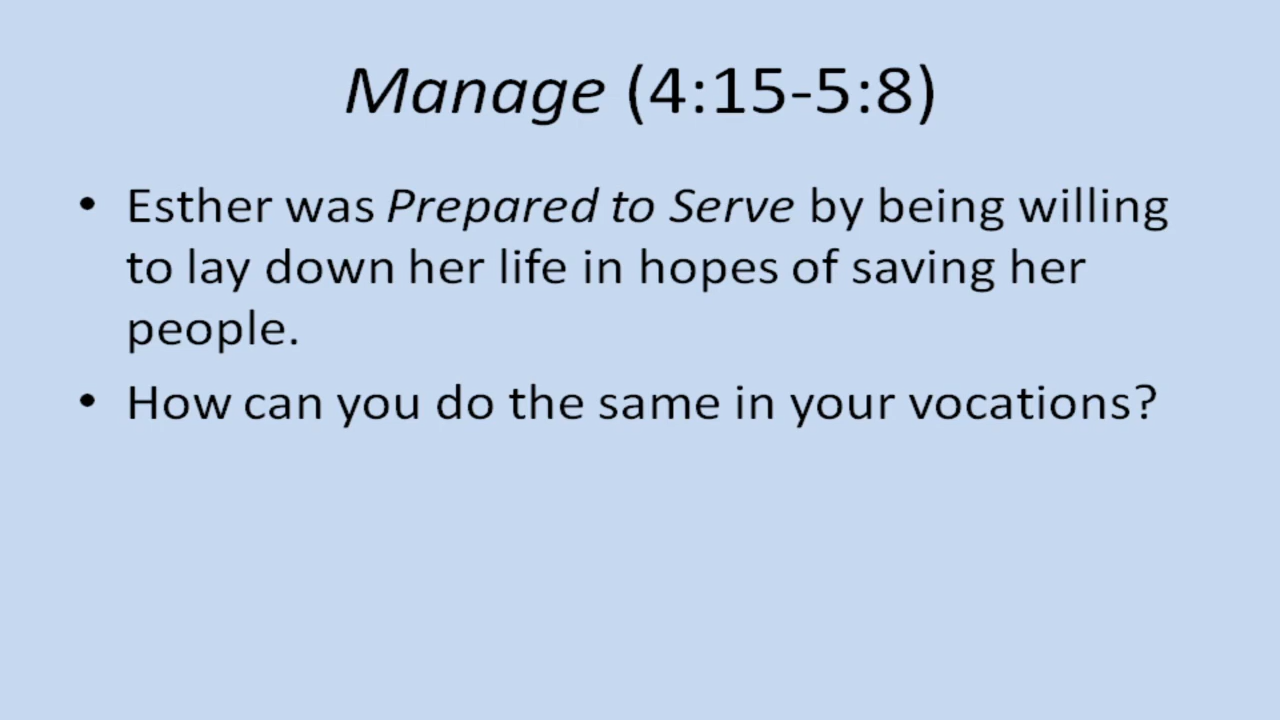 Manage (4:15-5:8)
• Esther was Prepared to Serve by being willing
to lay down her life in hopes of saving her
people.
• How can you do the same in your vocations?